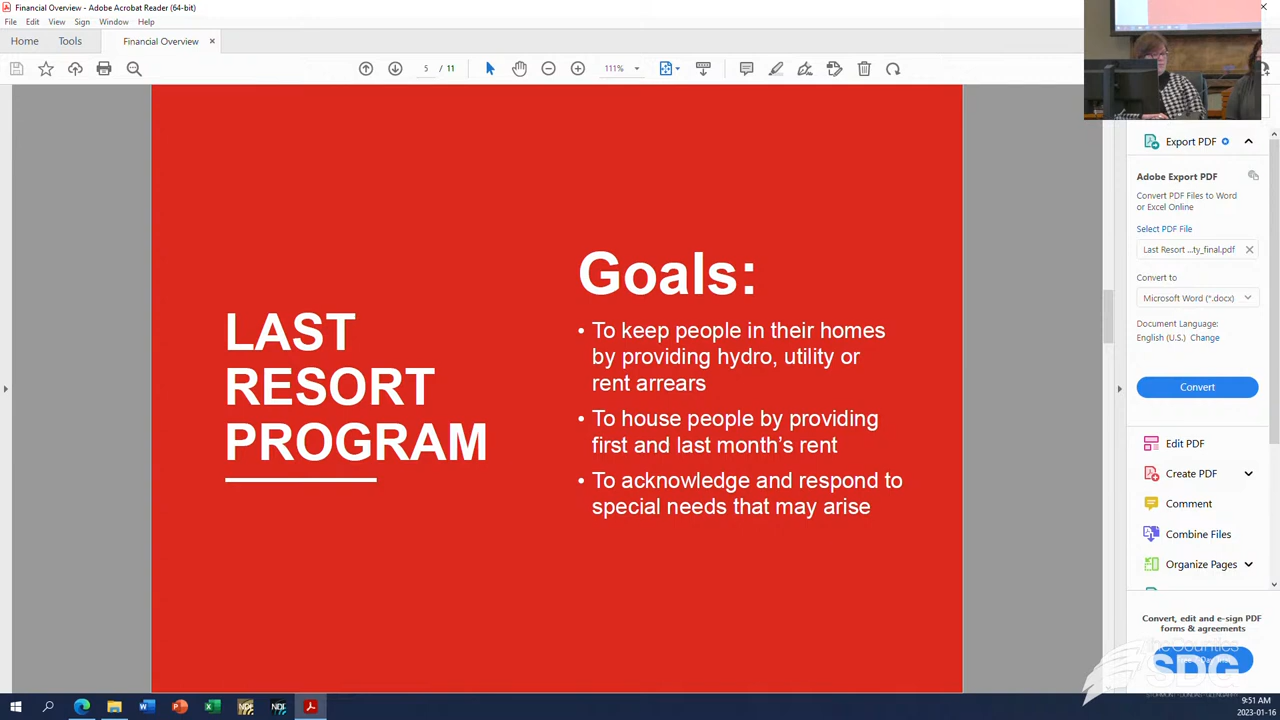 Financial Overview - Adobe Acrobat Reader (64-bit)
File Edit View Sign Window Help
Home Tools Financial Overview ×
5 111%
LAST
RESORT
PROGRAM
Goals:
• To keep people in their homes
by providing hydro, utility or
rent arrears
• To house people by providing
first and last month's rent
• To acknowledge and respond to
special needs that may arise
Export PDF
Adobe Export PDF
Convert PDF Files to Word
or Excel Online
Select PDF File
Last Resort ...ty_final.pdf
Convert to
Microsoft Word (*.docx)
Document Language:
English (U.S.) Change
Convert
Edit PDF
Create PDF
Comment
Combine Files
Organize Pages
Convert, edit and e-sign PDF
forms & agreements
The Counties
SDG
9:51 AM
2023-01-16